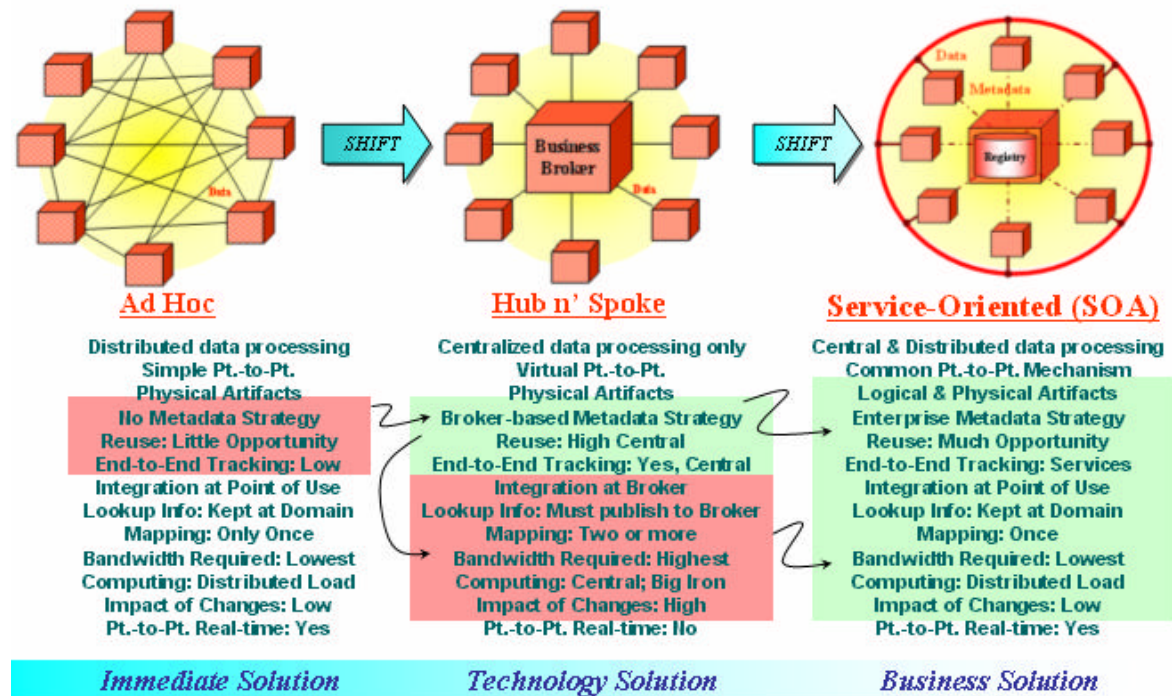 Data
SHIFT
Business
Broker
Data
SHIFT
Data
Metadata
Registry
Ad Hoc
Distributed data processing
Simple Pt.-to-Pt.
Physical Artifacts
No Metadata Strategy
Reuse: Little Opportunity
End-to-End Tracking: Low
Integration at Point of Use
Lookup Info: Kept at Domain
Mapping: Only Once
Bandwidth Required: Lowest
Computing: Distributed Load
Impact of Changes: Low
Pt.-to-Pt. Real-time: Yes
Immediate Solution
Hub n' Spoke
Centralized data processing only
Virtual Pt.-to-Pt.
Physical Artifacts
Broker-based Metadata Strategy
Reuse: High Central
End-to-End Tracking: Yes, Central
Integration at Broker
Lookup Info: Must publish to Broker
Mapping: Two or more
Bandwidth Required: Highest
Computing: Central; Big Iron
Impact of Changes: High
Pt.-to-Pt. Real-time: No
Technology Solution
Service-Oriented (SOA)
Central & Distributed data processing
Common Pt.-to-Pt. Mechanism
Logical & Physical Artifacts
Enterprise Metadata Strategy
Reuse: Much Opportunity
End-to-End Tracking: Services
Integration at Point of Use
Lookup Info: Kept at Domain
Mapping: Once
Bandwidth Required: Lowest
Computing: Distributed Load
Impact of Changes: Low
Pt.-to-Pt. Real-time: Yes
Business Solution